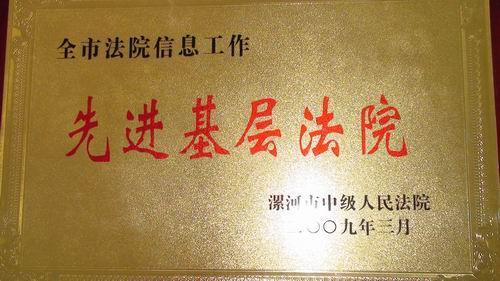 全市法院信息工作
先进基层法院
漯河市中级人民法院
二〇〇九年三月